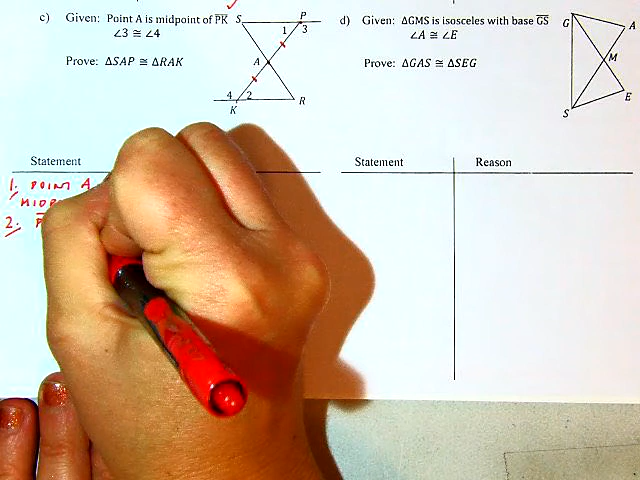 c) Given: Point A is midpoint of PK
∠3 ≅ ∠4
Prove: ΔSAP ≅ ΔRAK
S
P
1
3
A
4
2
K
R
d) Given: ΔGMS is isosceles with base GS
∠A ≅ ∠E
Prove: ΔGAS ≅ ΔSEG
G
A
M
E
S
Statement
1. POINT A
2.
Statement Reason